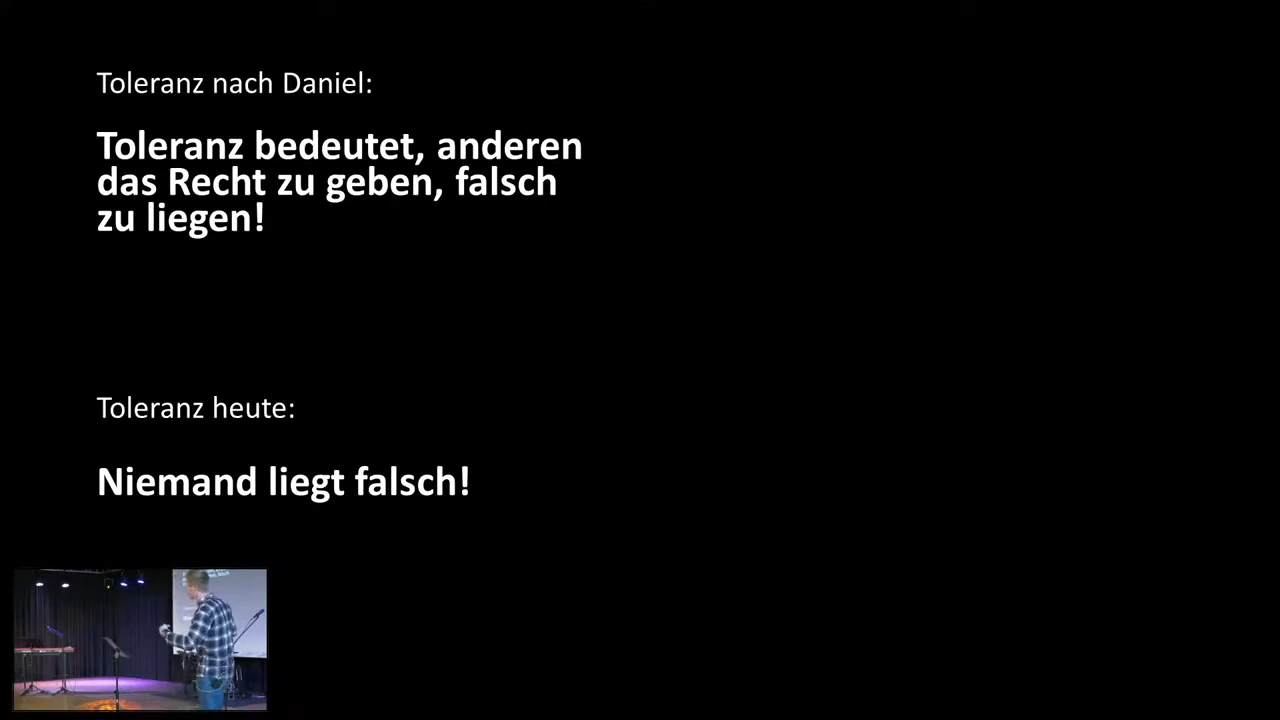 Toleranz nach Daniel:
Toleranz bedeutet, anderen
das Recht zu geben, falsch
zu liegen!
Toleranz heute:
Niemand liegt falsch!